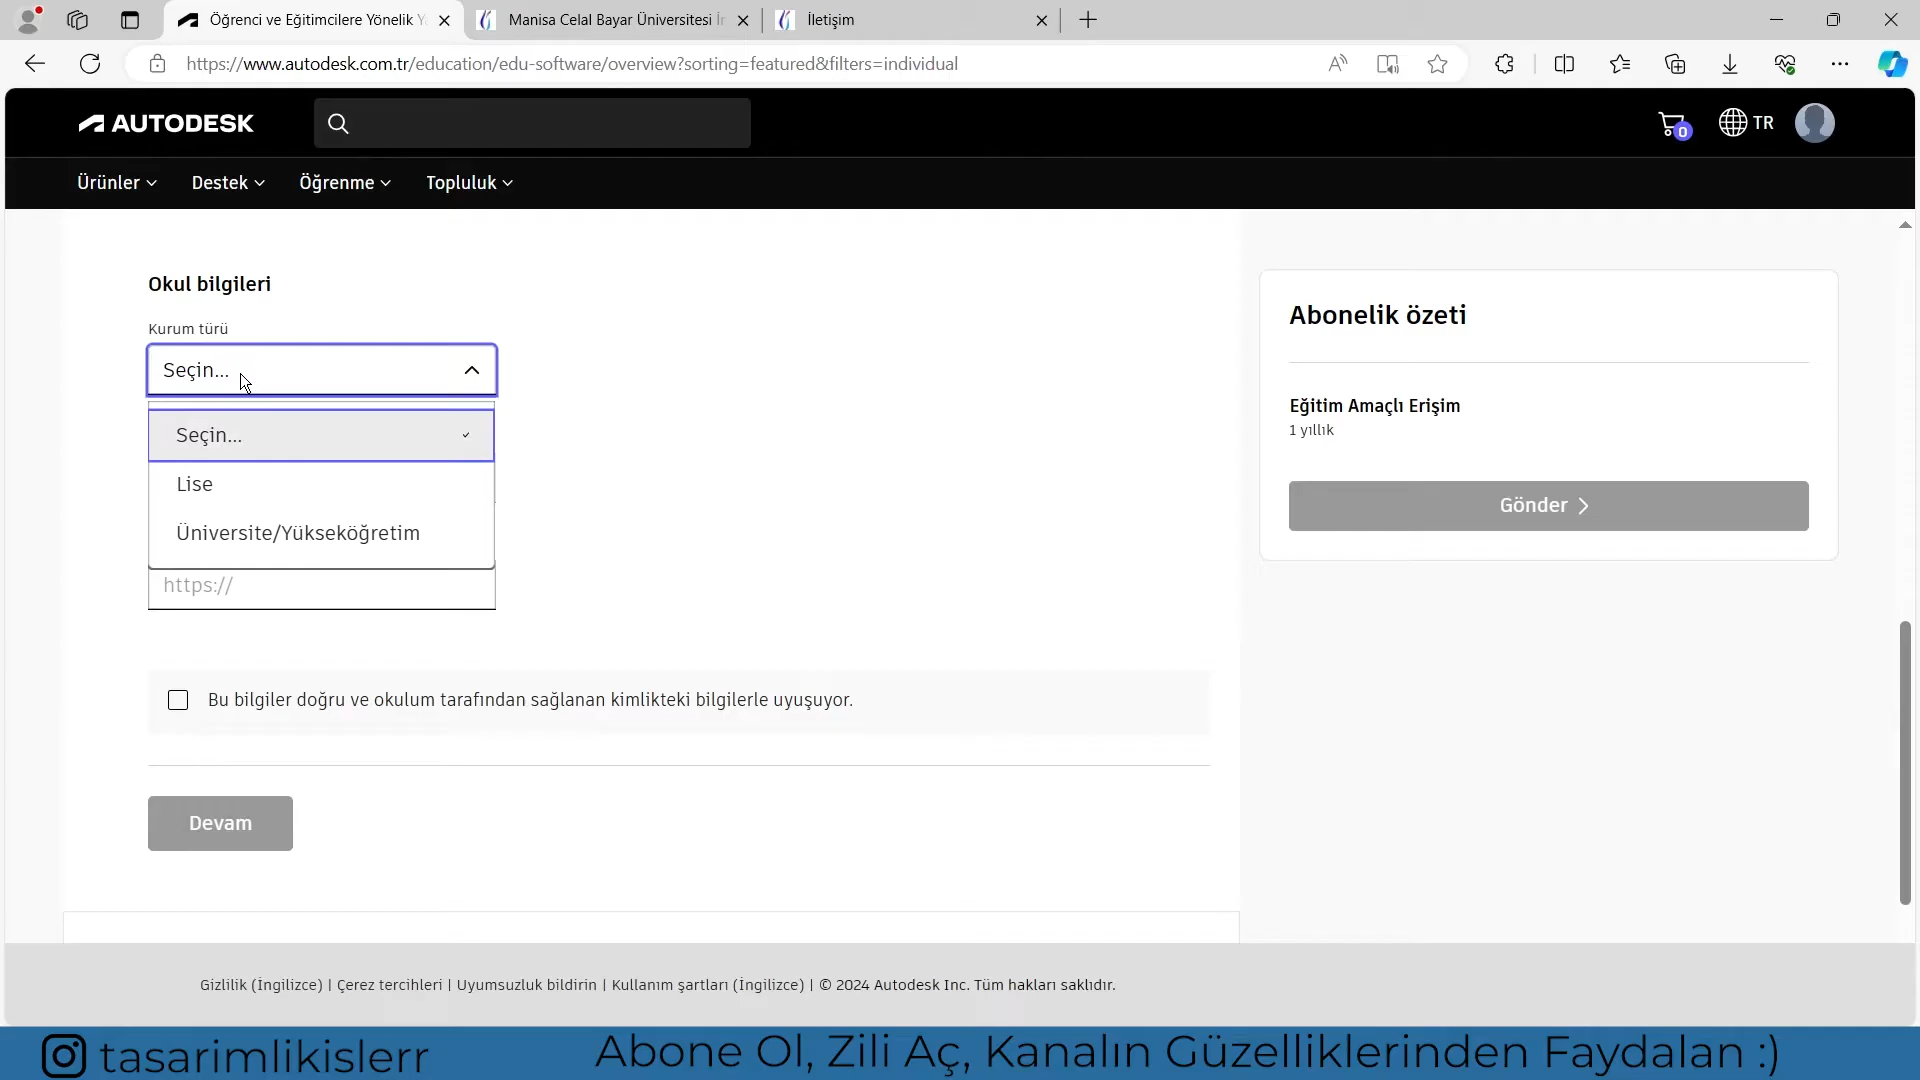 Öğrenci ve Eğitimcilere Yönelik Y
Manisa Celal Bayar Üniversitesi İr
İletişim
https://www.autodesk.com.tr/education/edu-software/overview?sorting=featured&filters=individual
AUTODESK
0
TR
Ürünler
Destek
Öğrenme
Topluluk
Okul bilgileri
Kurum türü
Seçin...
Seçin...
Lise
Üniversite/Yükseköğretim
https://
Bu bilgiler doğru ve okulum tarafından sağlanan kimlikteki bilgilerle uyuşuyor.
Devam
Abonelik özeti
Eğitim Amaçlı Erişim
1 yıllık
Gönder
Gizlilik (İngilizce) | Çerez tercihleri | Uyumsuzluk bildirin | Kullanım şartları (İngilizce) | © 2024 Autodesk Inc. Tüm hakları saklıdır.
tasarimlikislerr
Abone Ol, Zili Aç, Kanalın Güzelliklerinden Faydalan :)